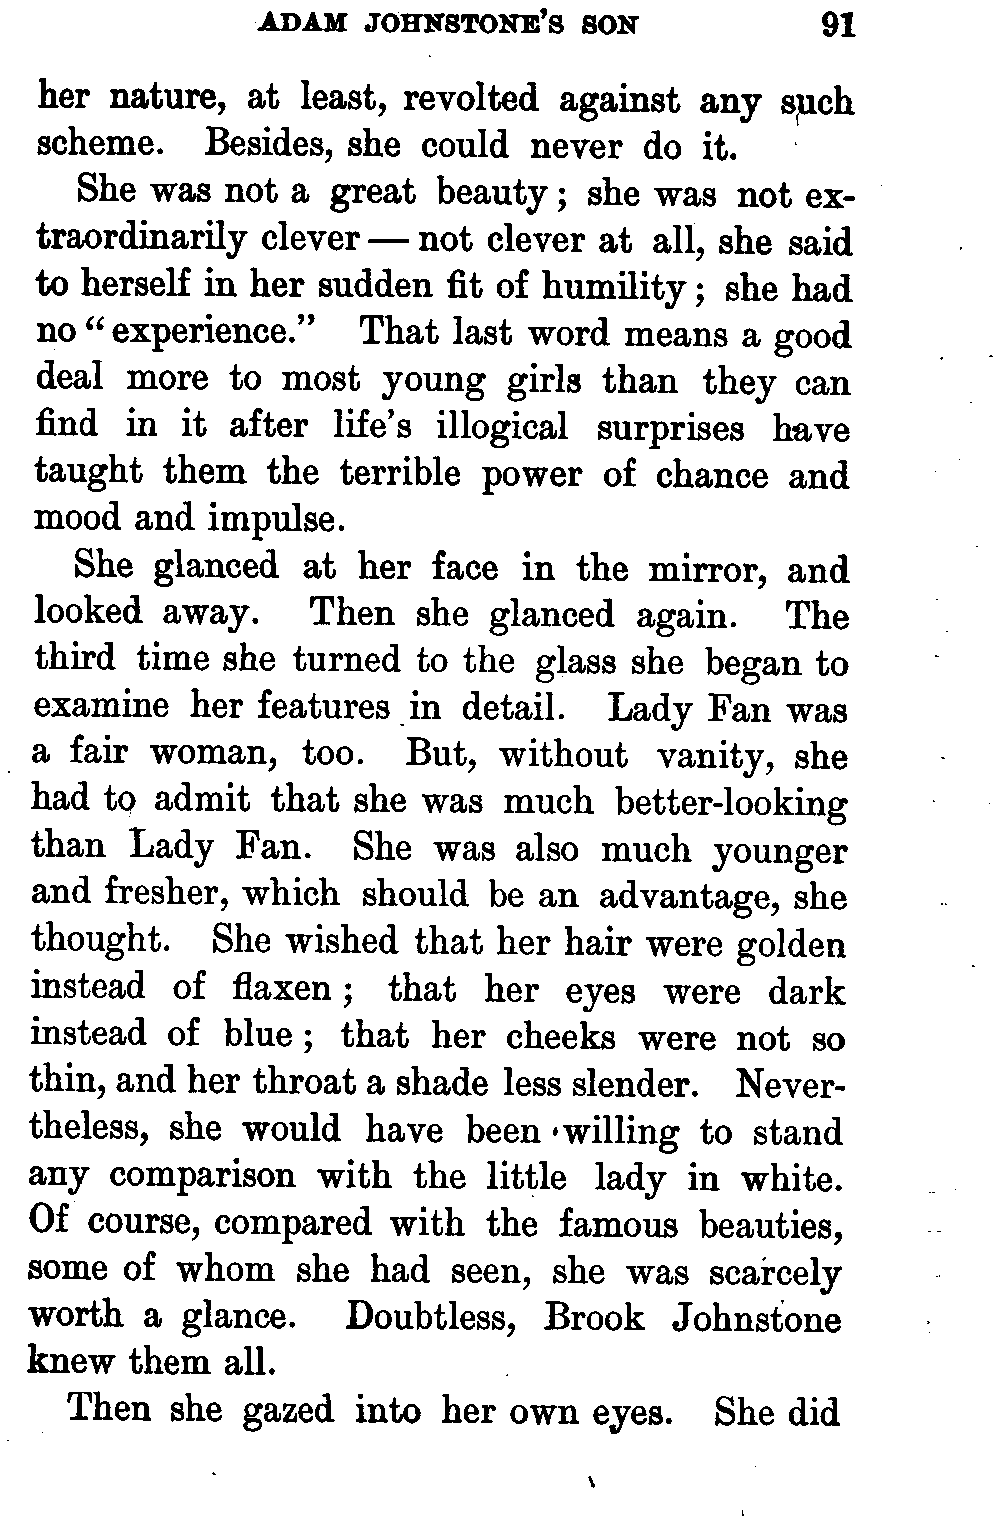 ADAM JOHNSTONE'S SON 91
her nature, at least, revolted against any such
scheme. Besides, she could never do it.
She was not a great beauty; she was not ex-
traordinarily clever — not clever at all, she said
to herself in her sudden fit of humility; she had
no "experience." That last word means a good
deal more to most young girls than they can
find in it after life's illogical surprises have
taught them the terrible power of chance and
mood and impulse.
She glanced at her face in the mirror, and
looked away. Then she glanced again. The
third time she turned to the glass she began to
examine her features in detail. Lady Fan was
a fair woman, too. But, without vanity, she
had to admit that she was much better-looking
than Lady Fan. She was also much younger
and fresher, which should be an advantage, she
thought. She wished that her hair were golden
instead of flaxen; that her eyes were dark
instead of blue; that her cheeks were not so
thin, and her throat a shade less slender. Never-
theless, she would have been willing to stand
any comparison with the little lady in white.
Of course, compared with the famous beauties,
some of whom she had seen, she was scarcely
worth a glance. Doubtless, Brook Johnstone
knew them all.
Then she gazed into her own eyes. She did